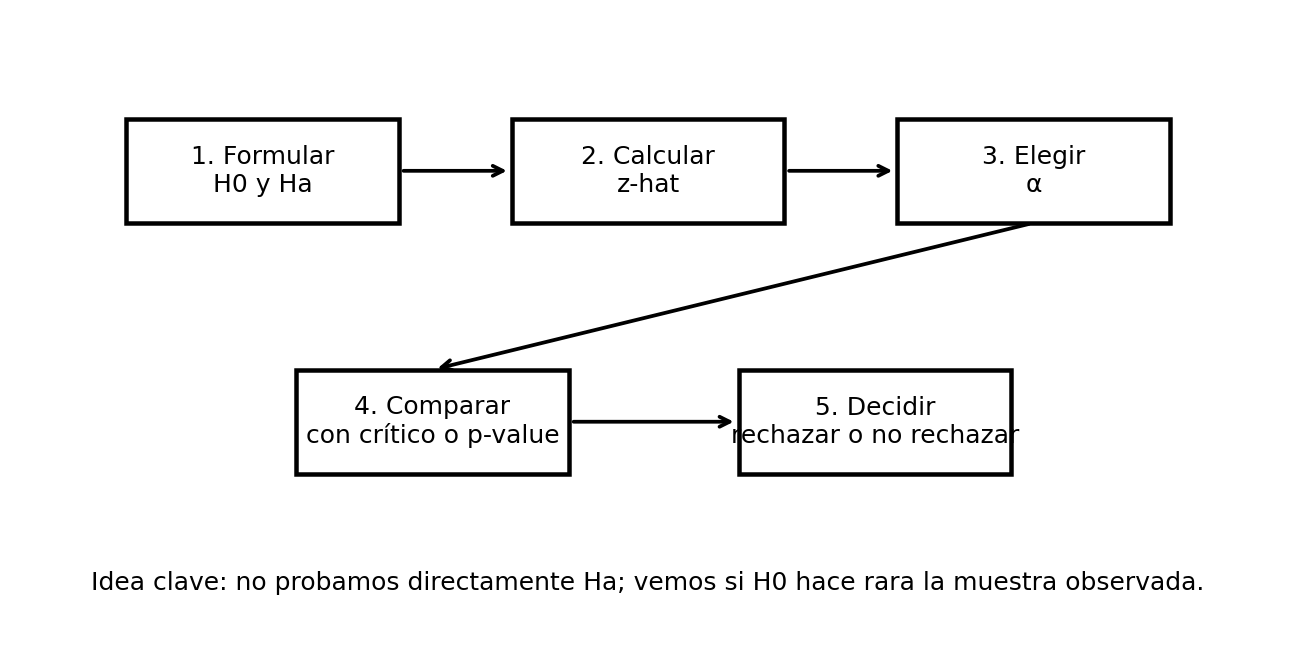 1. Formular
H0 y Ha
2. Calcular
z-hat
3. Elegir
α
4. Comparar
con crítico o p-value
5. Decidir
rechazar o no rechazar
Idea clave: no probamos directamente Ha; vemos si H0 hace rara la muestra observada.